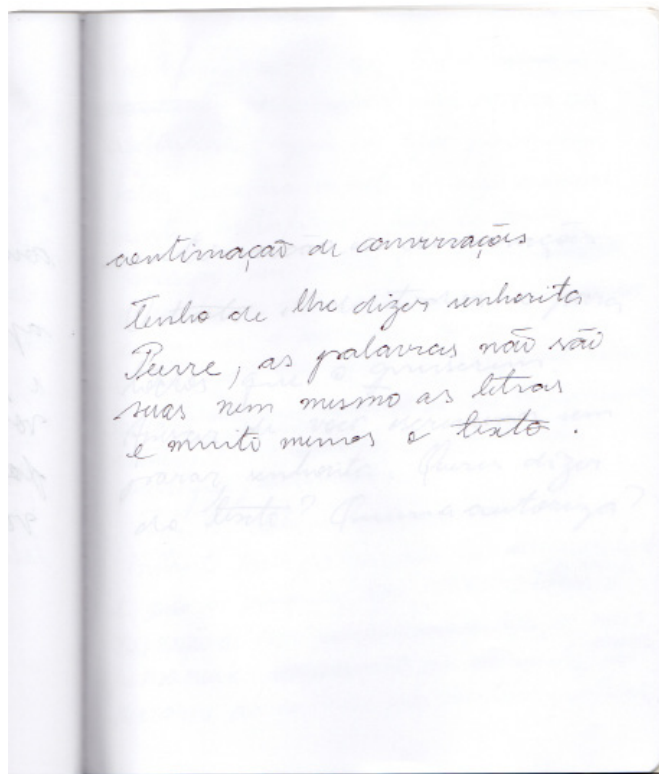 continuação de conversações
Tenho de lhe dizer senhorita
Pierre, as palavras não são
suas nem mesmo as letras
e muito menos o texto.